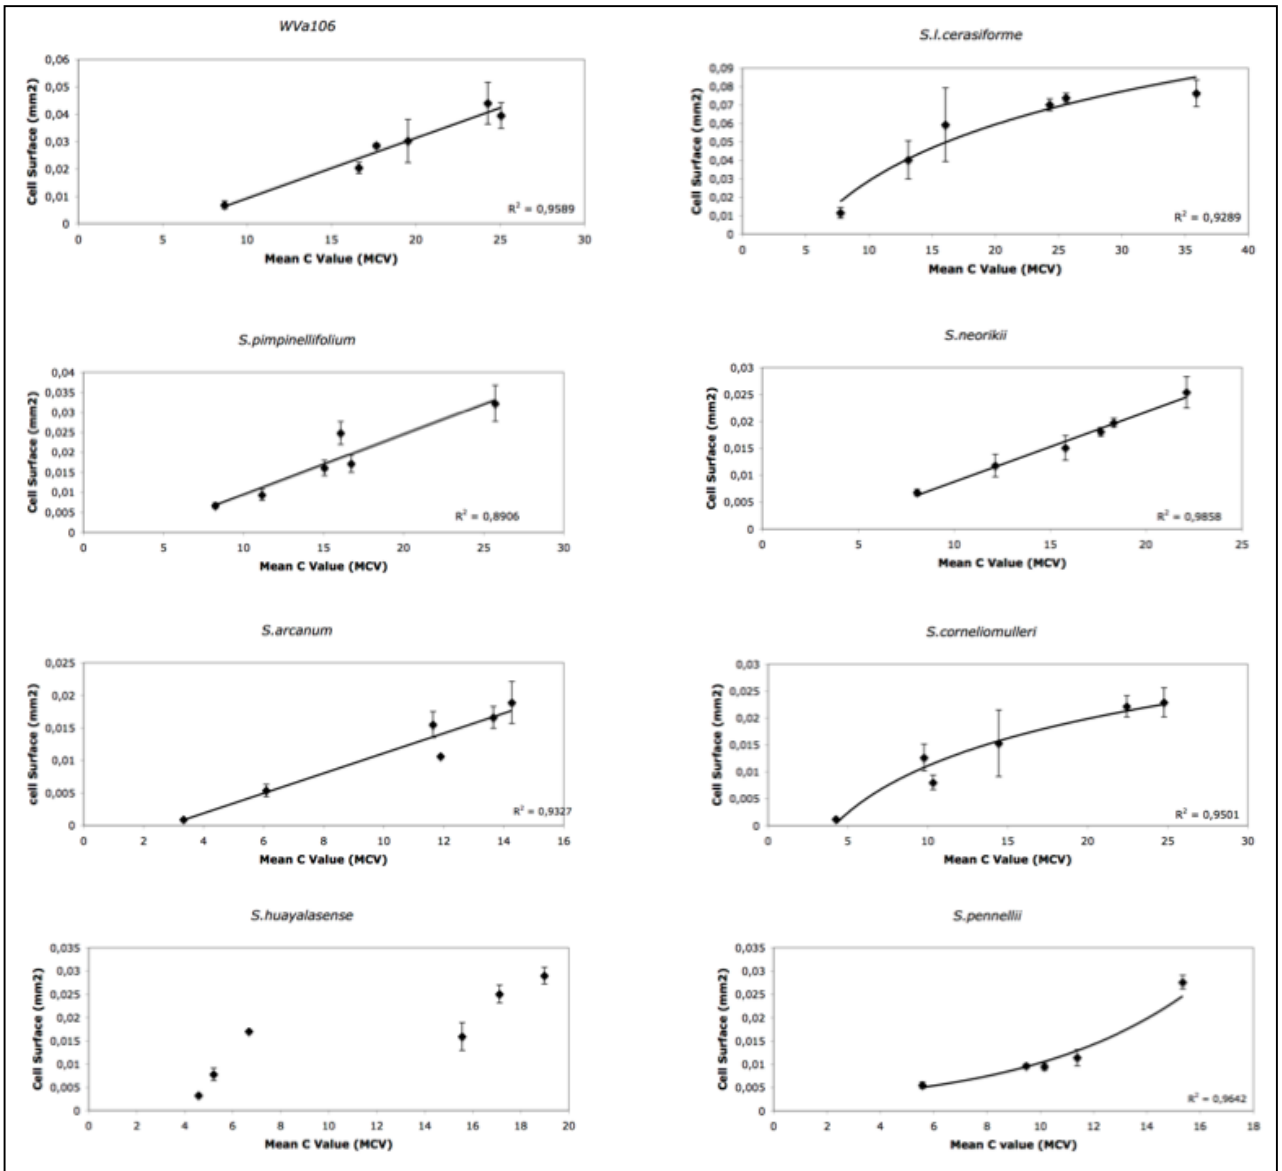 WVa106
Cell Surface (mm2)
0,06
0,05
0,04
0,03
0,02
0,01
0
0 5 10 15 20 25 30
R² = 0,9589
Mean C Value (MCV)
S.l.cerasiforme
Cell Surface (mm2)
0,09
0,08
0,07
0,06
0,05
0,04
0,03
0,02
0,01
0
0 5 10 15 20 25 30 35 40
R² = 0,9289
Mean C Value (MCV)
S.pimpinellifolium
Cell Surface (mm2)
0,04
0,035
0,03
0,025
0,02
0,015
0,01
0,005
0
0 5 10 15 20 25 30
R² = 0,8906
Mean C Value (MCV)
S.neorikii
Cell Surface (mm2)
0,03
0,025
0,02
0,015
0,01
0,005
0
0 5 10 15 20 25
R² = 0,9858
Mean C Value (MCV)
S.arcanum
cell Surface (mm2)
0,025
0,02
0,015
0,01
0,005
0
0 2 4 6 8 10 12 14 16
R² = 0,9327
Mean C Value (MCV)
S.corneliomulleri
Cell Surface (mm2)
0,03
0,025
0,02
0,015
0,01
0,005
0
0 5 10 15 20 25 30
R² = 0,9501
Mean C Value (MCV)
S.huayalasense
Cell Surface (mm2)
0,035
0,03
0,025
0,02
0,015
0,01
0,005
0
0 2 4 6 8 10 12 14 16 18 20
Mean C Value (MCV)
S.pennellii
Cell Surface (mm2)
0,035
0,03
0,025
0,02
0,015
0,01
0,005
0
0 2 4 6 8 10 12 14 16 18
R² = 0,9642
Mean C value (MCV)